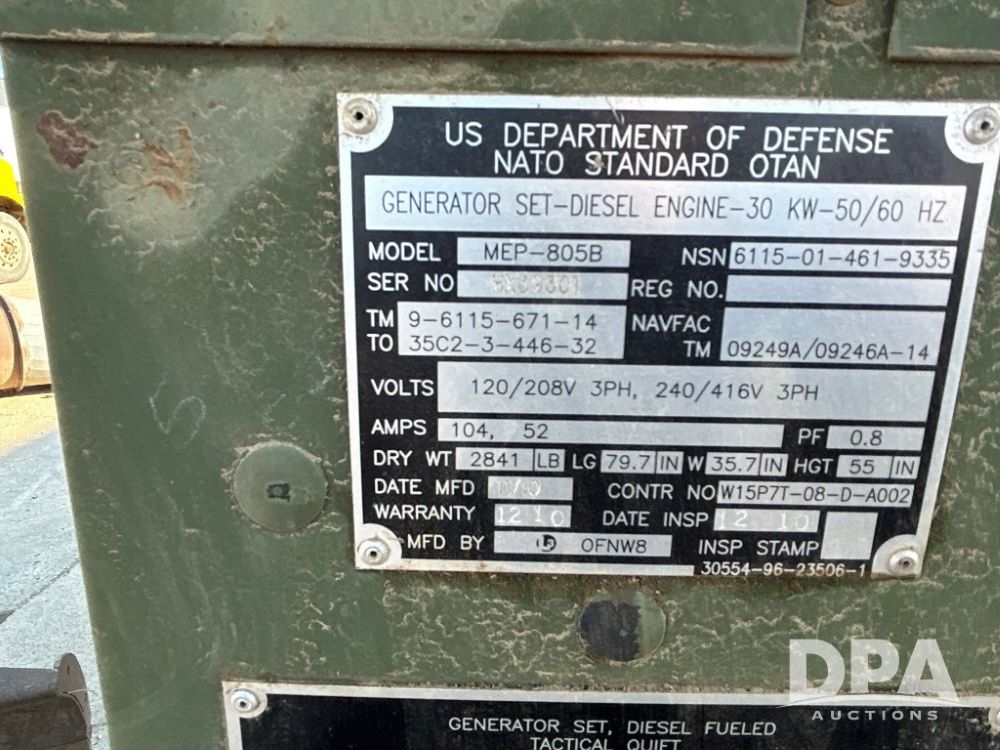 US DEPARTMENT OF DEFENSE
NATO STANDARD OTAN
GENERATOR SET-DIESEL ENGINE-30 KW-50/60 HZ
MODEL MEP-805B NSN 6115-01-461-9335
SER NO REG NO.
TM 9-6115-671-14 NAVFAC
TO 35C2-3-446-32 TM 09249A/09246A-14
VOLTS 120/208V 3PH, 240/416V 3PH
AMPS 104, 52 PF 0.8
DRY WT 2841 LB LG 79.7 IN W 35.7 IN HGT 55 IN
DATE MFD CONTR NO W15P7T-08-D-A002
WARRANTY 12 10 DATE INSP 12 10
MFD BY OFNW8 INSP STAMP
30554-96-23506-1
DPA
AUCTIONS
GENERATOR SET, DIESEL FUELED
TACTICAL QUIET